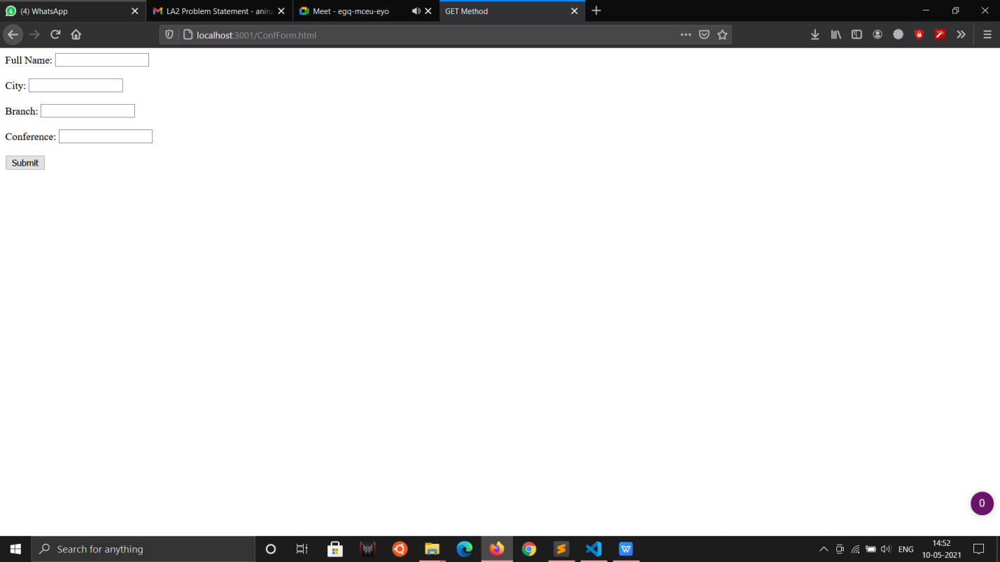 (4) WhatsApp
LA2 Problem Statement - aniru
Meet - egq-mceu-eyo
GET Method
localhost:3001/ConfForm.html
Full Name:
City:
Branch:
Conference:
Submit
0
Search for anything
ENG
14:52
10-05-2021